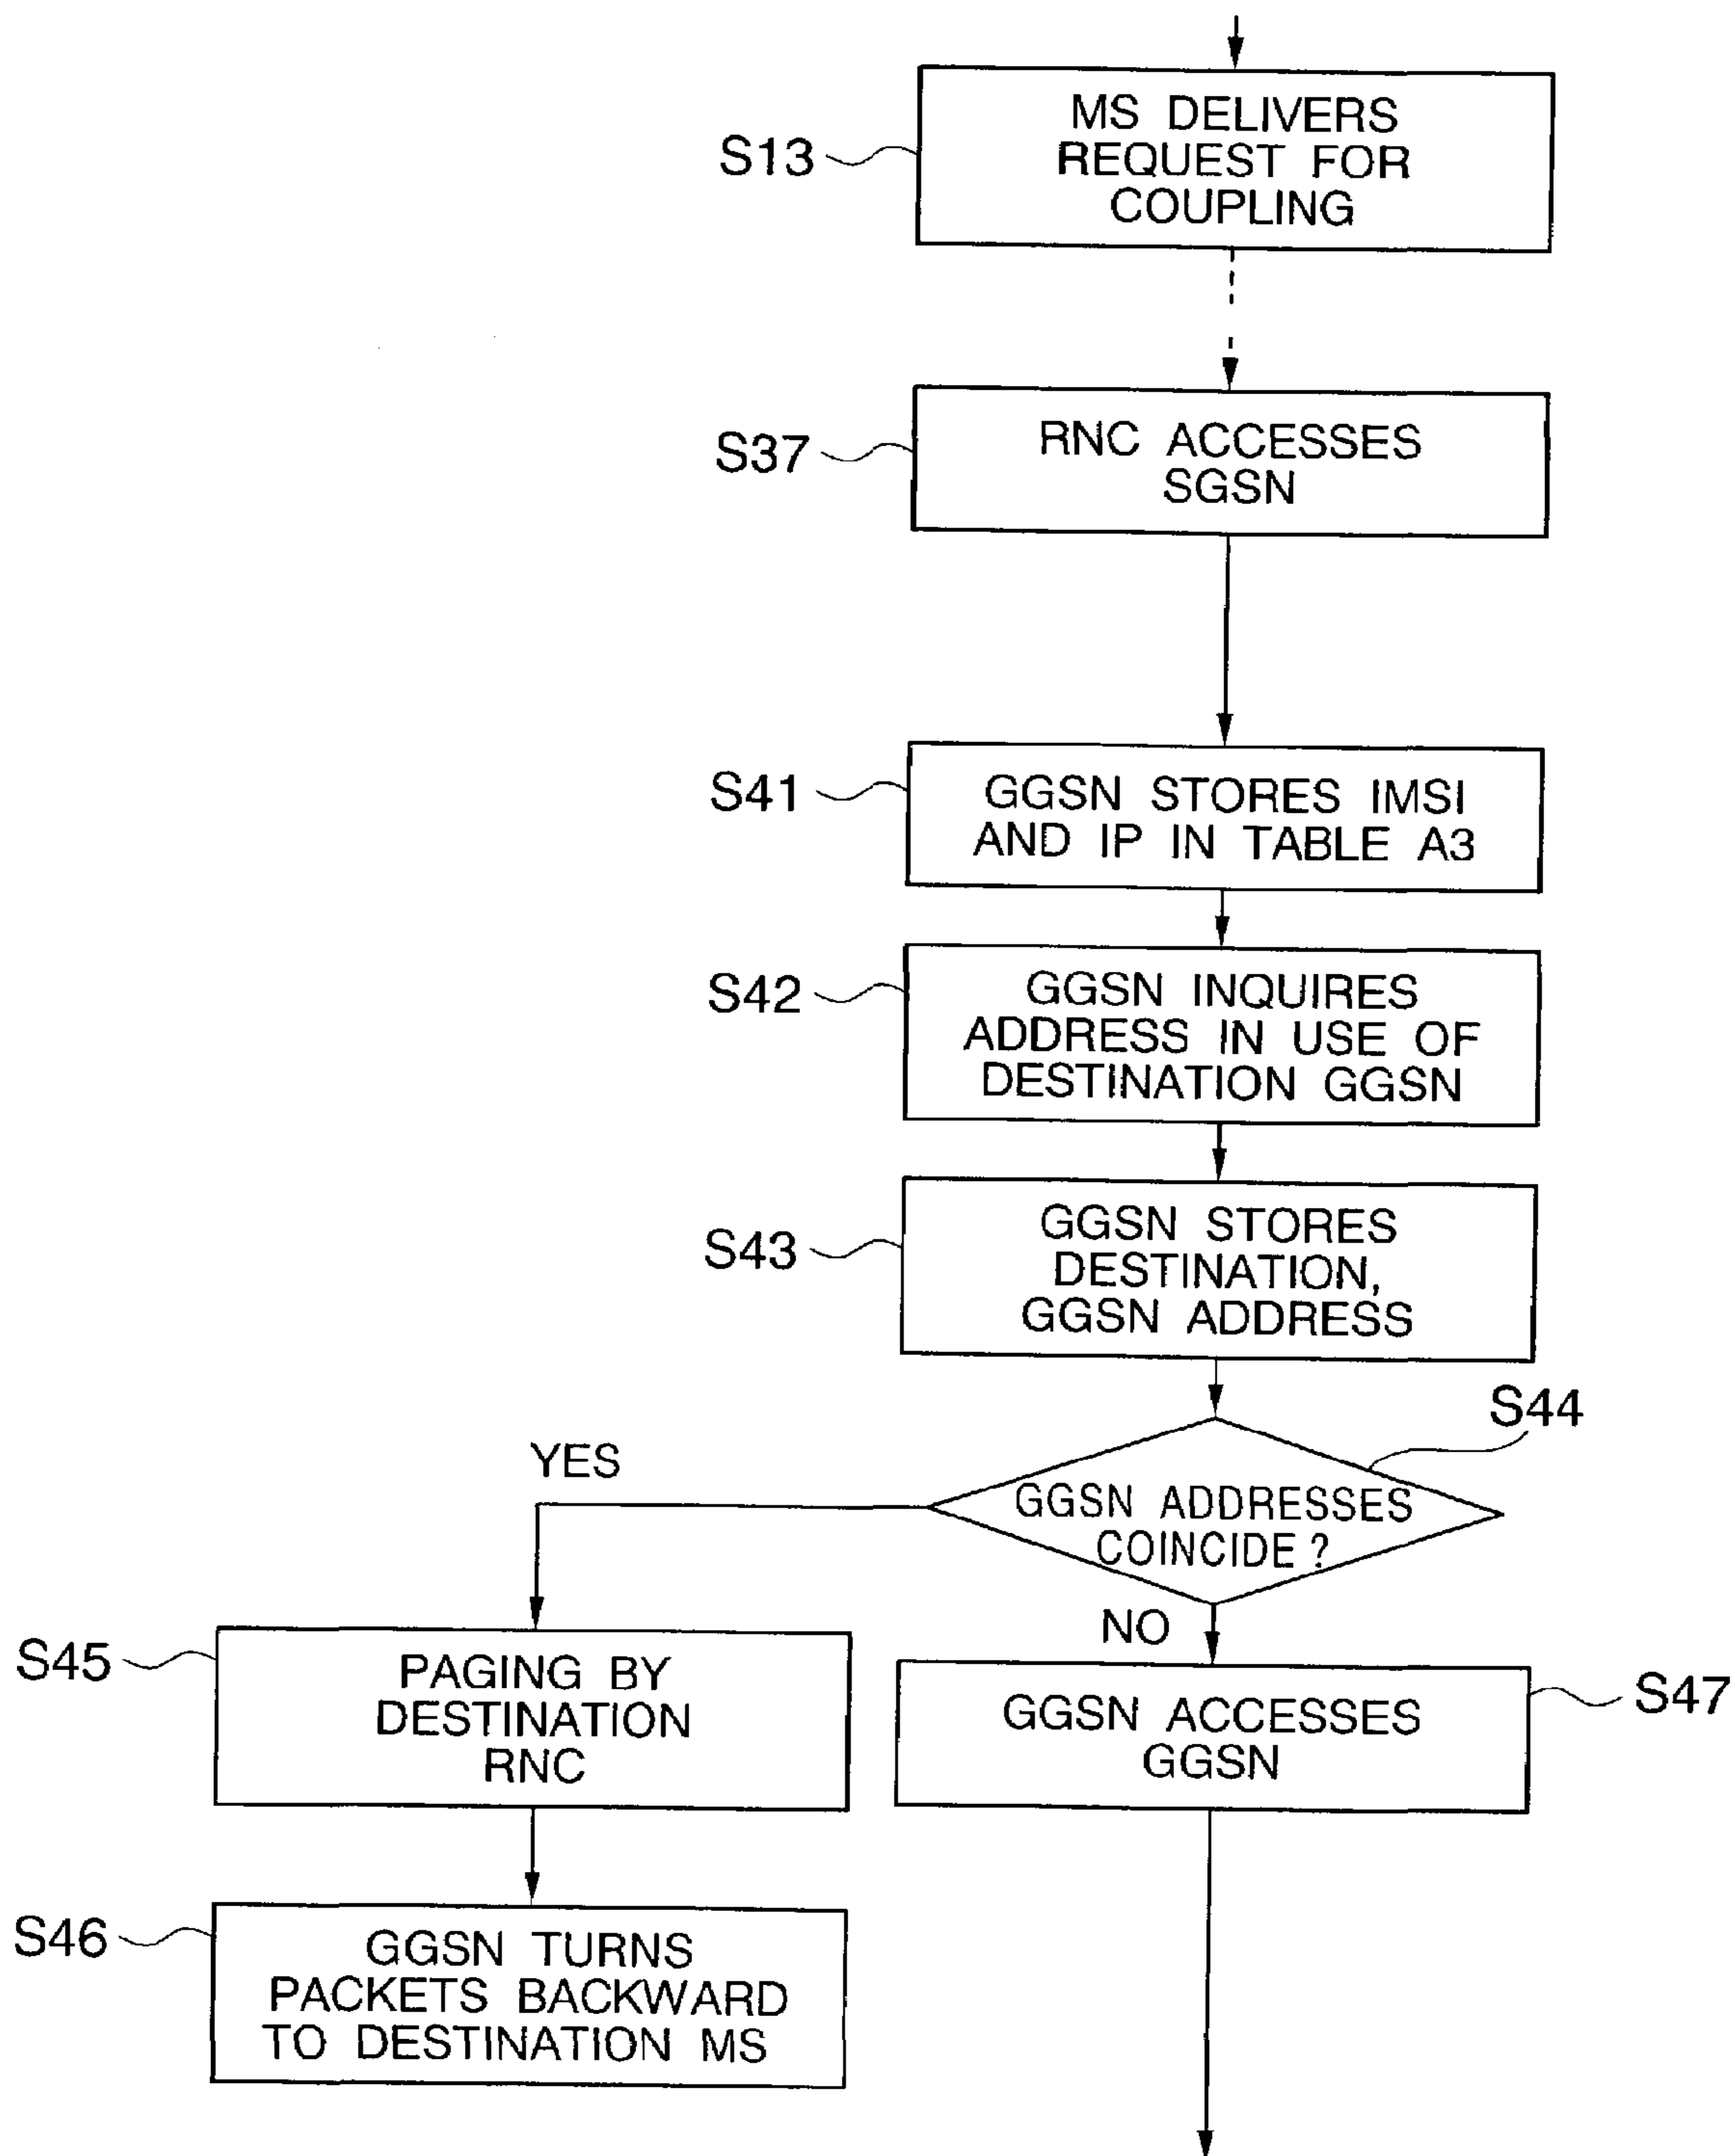 S13
MS DELIVERS
REQUEST FOR
COUPLING
S37
RNC ACCESSES
SGSN
S41
GGSN STORES IMSI
AND IP IN TABLE A3
S42
GGSN INQUIRES
ADDRESS IN USE OF
DESTINATION GGSN
S43
GGSN STORES
DESTINATION,
GGSN ADDRESS
S44
GGSN ADDRESSES
COINCIDE ?
YES
NO
S45
PAGING BY
DESTINATION
RNC
S47
GGSN ACCESSES
GGSN
S46
GGSN TURNS
PACKETS BACKWARD
TO DESTINATION MS